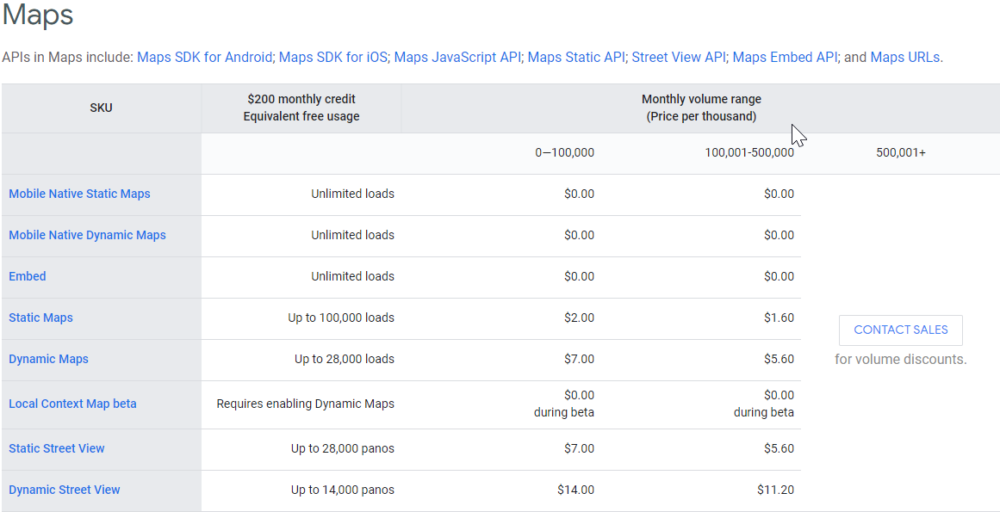 Maps
APIs in Maps include: Maps SDK for Android; Maps SDK for iOS; Maps JavaScript API; Maps Static API; Street View API; Maps Embed API; and Maps URLs.
SKU
$200 monthly credit
Equivalent free usage
Monthly volume range
(Price per thousand)
0—100,000 100,001-500,000 500,001+
Mobile Native Static Maps Unlimited loads $0.00 $0.00
Mobile Native Dynamic Maps Unlimited loads $0.00 $0.00
Embed Unlimited loads $0.00 $0.00
Static Maps Up to 100,000 loads $2.00 $1.60
CONTACT SALES
for volume discounts.
Dynamic Maps Up to 28,000 loads $7.00 $5.60
Local Context Map beta Requires enabling Dynamic Maps $0.00 $0.00
during beta during beta
Static Street View Up to 28,000 panos $7.00 $5.60
Dynamic Street View Up to 14,000 panos $14.00 $11.20